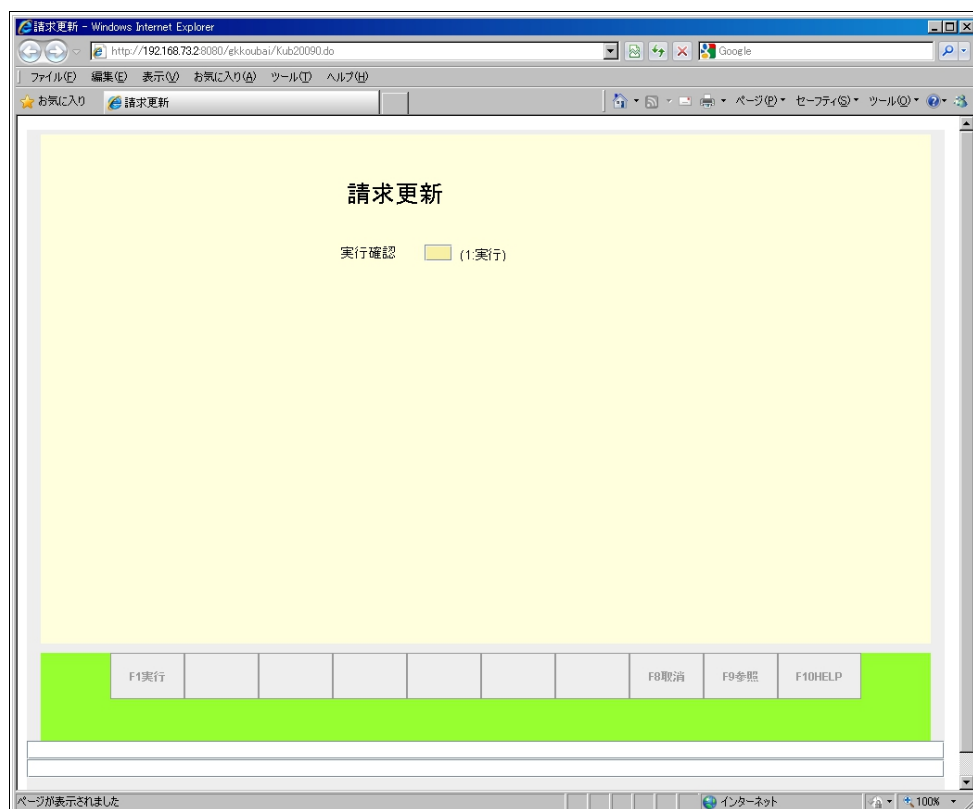 請求更新 - Windows Internet Explorer
http://192.168.73.2:8080/gkkoubai/Kub20090.do
Google
ファイル(F) 編集(E) 表示(V) お気に入り(A) ツール(T) ヘルプ(H)
お気に入り 請求更新 ページ(P) セーフティ(S) ツール(O)
請求更新
実行確認 (1:実行)
F1実行 F8取消 F9参照 F10HELP
ページが表示されました インターネット 100%